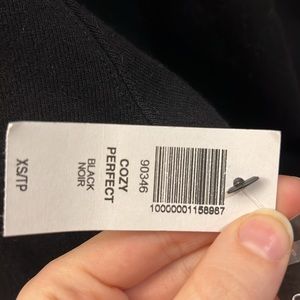 90346
COZY
PERFECT
BLACK
NOIR
XS/TP
10000001158987